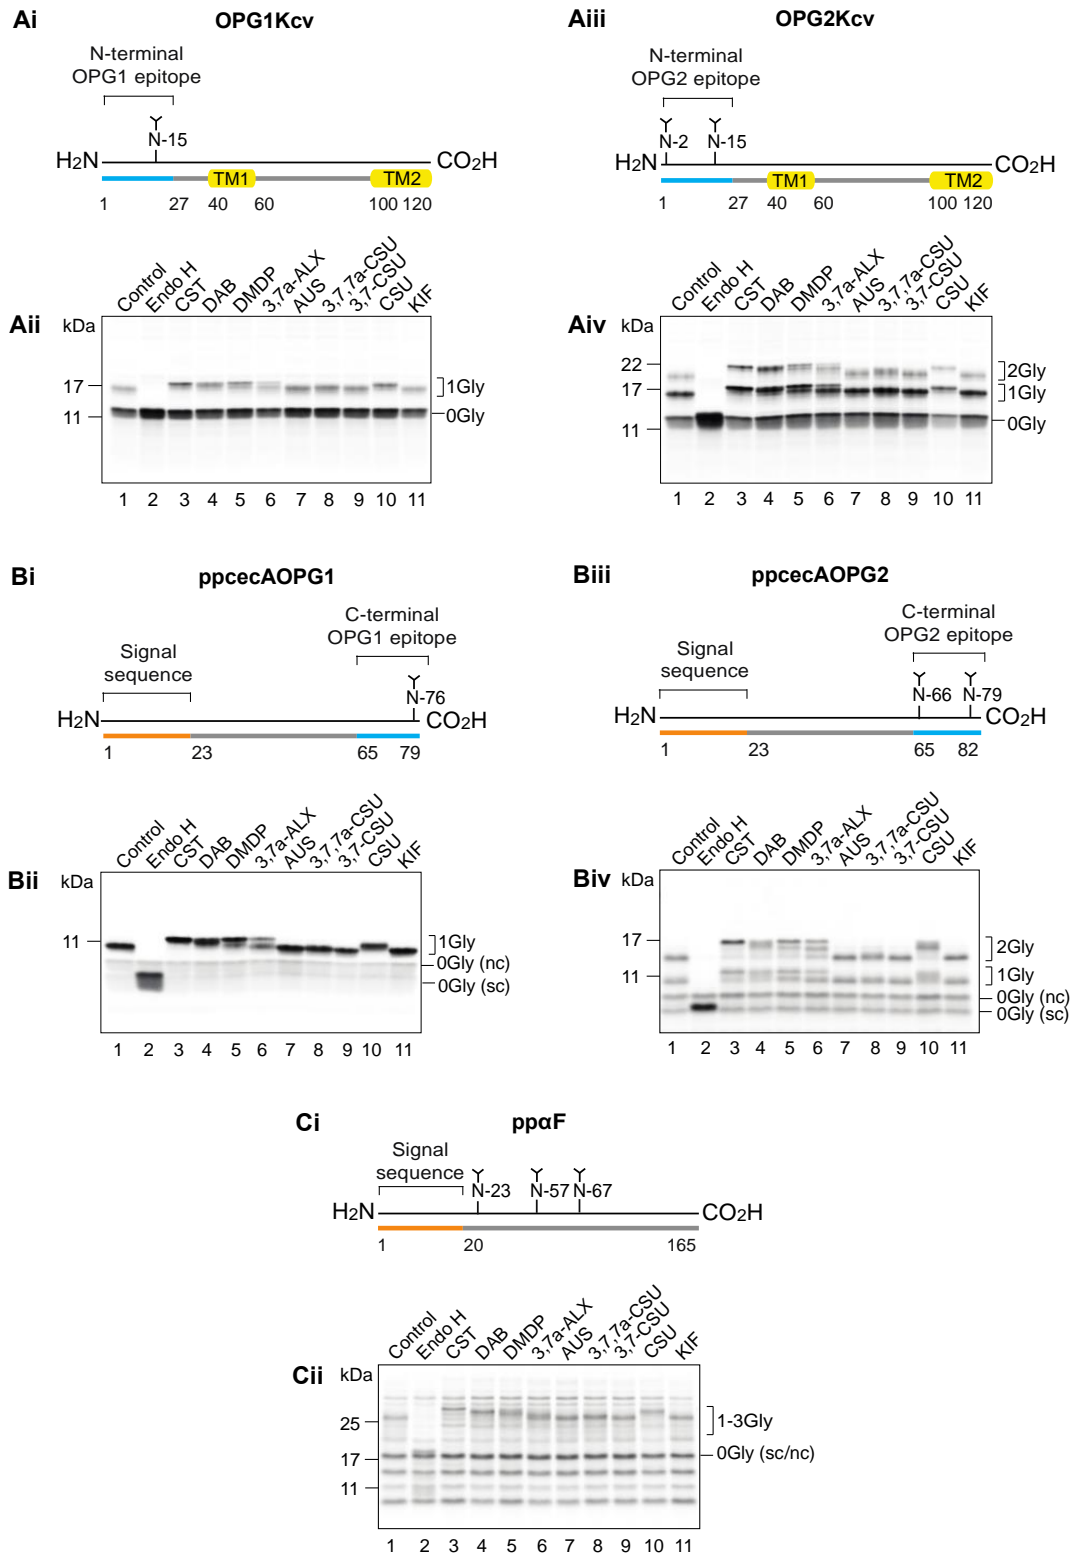 Ai
OPG1Kcv
N-terminal
OPG1 epitope
N-15
H2N
CO2H
TM1
TM2
1
27
40
60
100
120
Aiii
OPG2Kcv
N-terminal
OPG2 epitope
N-2
N-15
H2N
CO2H
TM1
TM2
1
27
40
60
100
120
Aii
kDa
Control
Endo H
CST
DAB
DMDP
3,7a-ALX
AUS
3,7,7a-CSU
3,7-CSU
CSU
KIF
17
11
1Gly
0Gly
1 2 3 4 5 6 7 8 9 10 11
Aiv
kDa
Control
Endo H
CST
DAB
DMDP
3,7a-ALX
AUS
3,7,7a-CSU
3,7-CSU
CSU
KIF
22
17
11
2Gly
1Gly
0Gly
1 2 3 4 5 6 7 8 9 10 11
Bi
ppcecAOPG1
Signal
sequence
C-terminal
OPG1 epitope
N-76
H2N
CO2H
1
23
65
79
Biii
ppcecAOPG2
Signal
sequence
C-terminal
OPG2 epitope
N-66
N-79
H2N
CO2H
1
23
65
82
Bii
kDa
Control
Endo H
CST
DAB
DMDP
3,7a-ALX
AUS
3,7,7a-CSU
3,7-CSU
CSU
KIF
11
1Gly
0Gly (nc)
0Gly (sc)
1 2 3 4 5 6 7 8 9 10 11
Biv
kDa
Control
Endo H
CST
DAB
DMDP
3,7a-ALX
AUS
3,7,7a-CSU
3,7-CSU
CSU
KIF
17
11
2Gly
1Gly
0Gly (nc)
0Gly (sc)
1 2 3 4 5 6 7 8 9 10 11
Ci
ppαF
Signal
sequence
N-23
N-57
N-67
H2N
CO2H
1
20
165
Cii
kDa
Control
Endo H
CST
DAB
DMDP
3,7a-ALX
AUS
3,7,7a-CSU
3,7-CSU
CSU
KIF
25
17
11
1-3Gly
0Gly (sc/nc)
1 2 3 4 5 6 7 8 9 10 11